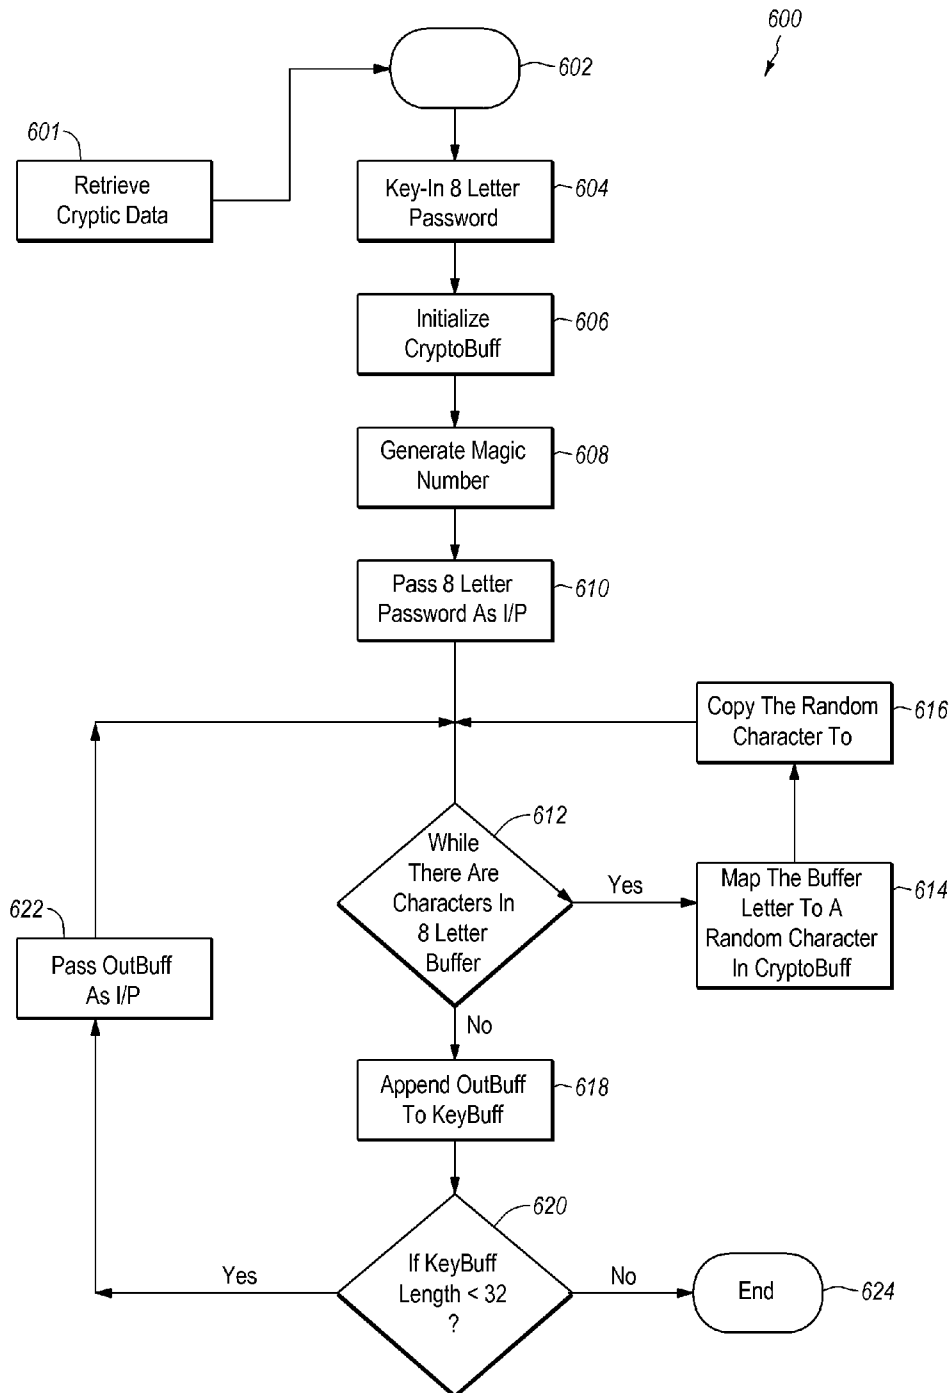 600
602
601
Retrieve
Cryptic Data
Key-In 8 Letter
Password
604
Initialize
CryptoBuff
606
Generate Magic
Number
608
Pass 8 Letter
Password As I/P
610
Copy The Random
Character To
616
612
While
There Are
Characters In
8 Letter
Buffer
Yes
Map The Buffer
Letter To A
Random Character
In CryptoBuff
614
622
Pass OutBuff
As I/P
No
Append OutBuff
To KeyBuff
618
620
If KeyBuff
Length < 32
?
Yes
No
End
624